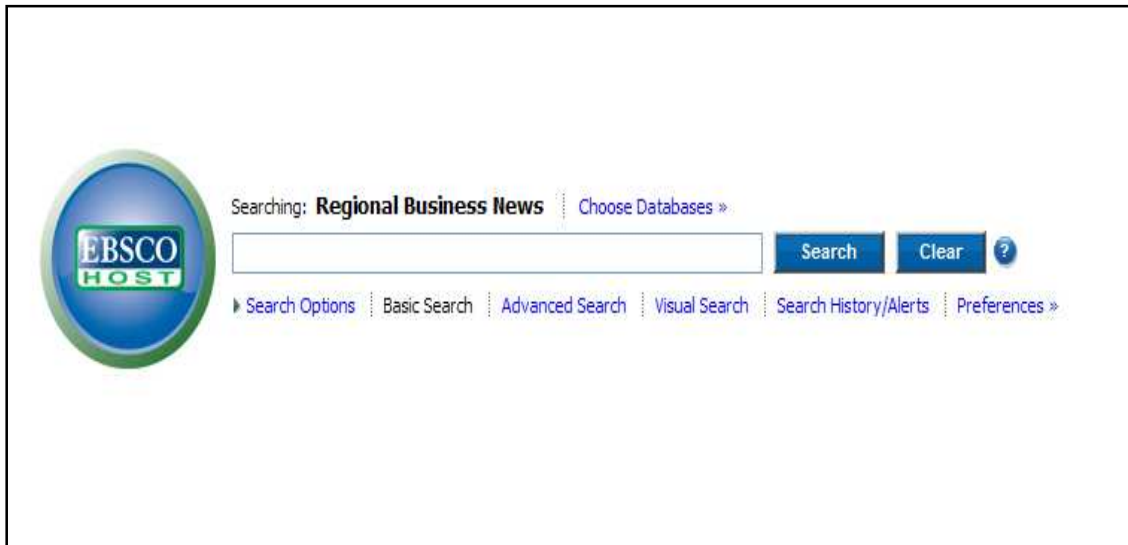 Searching: Regional Business News Choose Databases »
EBSCO
HOST
Search Clear ?
Search Options Basic Search Advanced Search Visual Search Search History/Alerts Preferences »